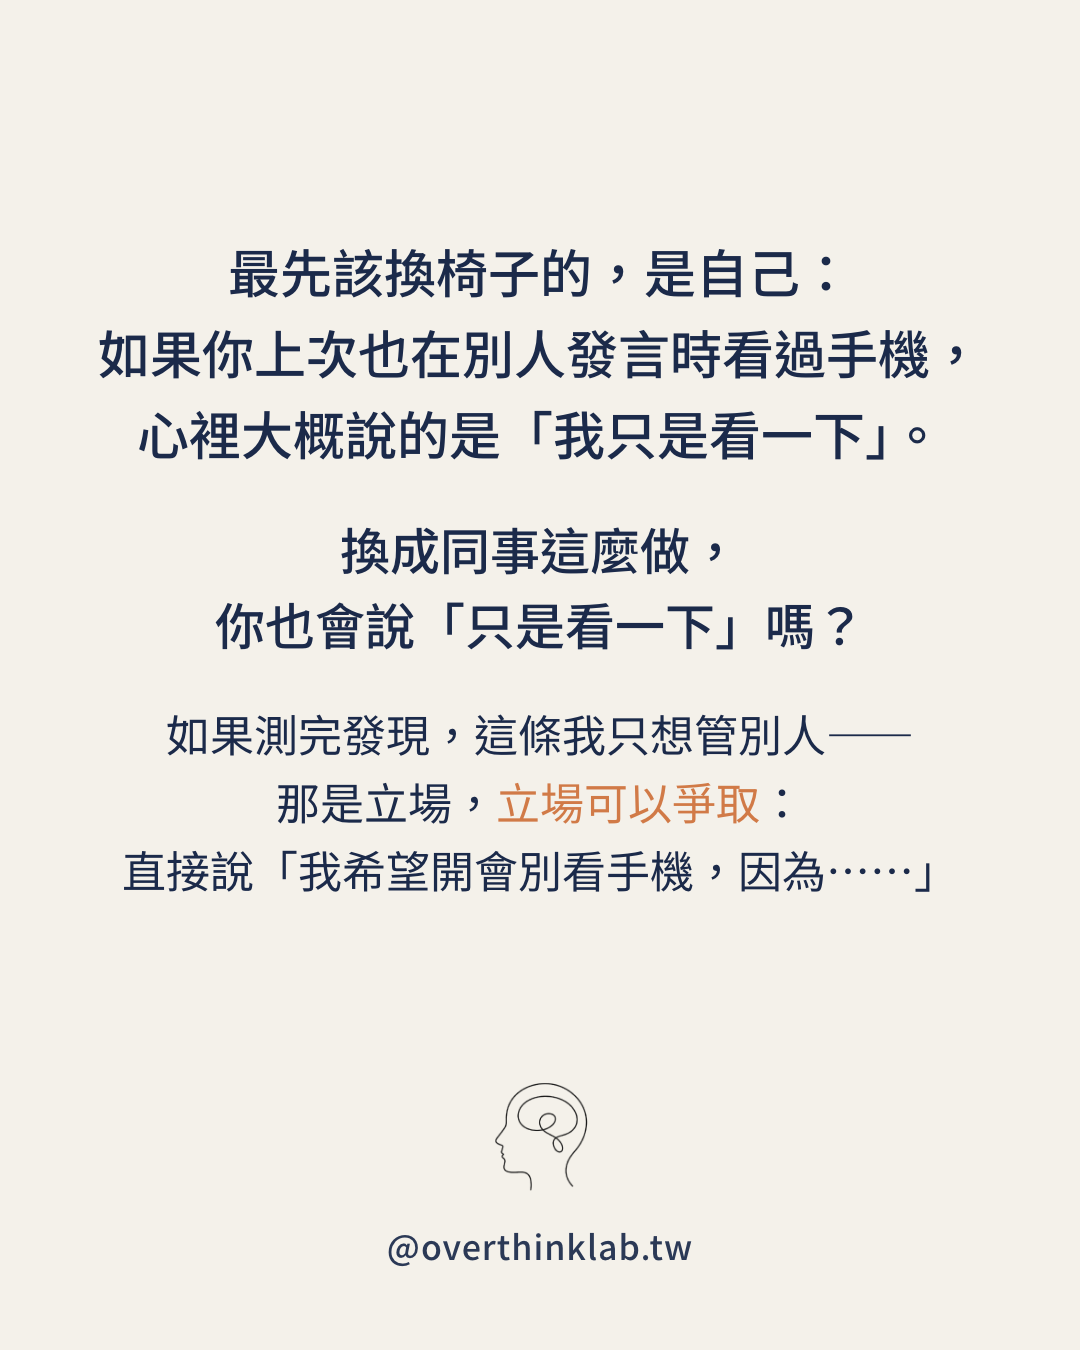 最先該換椅子的，是自己：
如果你上次也在別人發言時看過手機，
心裡大概說的是「我只是看一下」。
換成同事這麼做，
你也會說「只是看一下」嗎？
如果測完發現，這條我只想管別人——
那是立場，立場可以爭取：
直接說「我希望開會別看手機，因為⋯⋯」
@overthinklab.tw